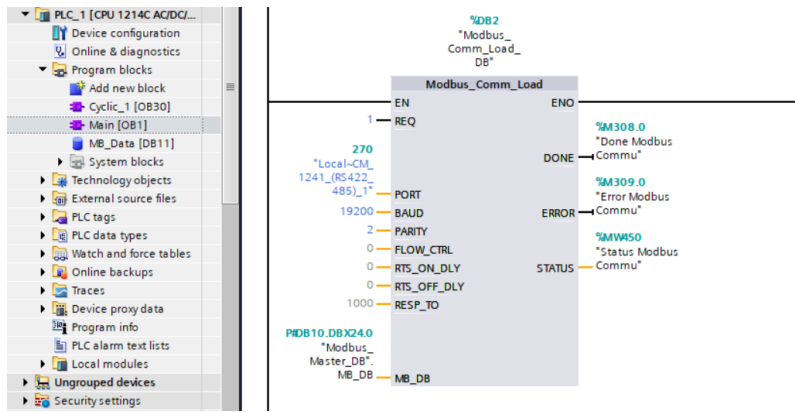 PLC_1 [CPU 1214C AC/DC/...
Device configuration
Online & diagnostics
Program blocks
Add new block
Cyclic_1 [OB30]
Main [OB1]
MB_Data [DB11]
System blocks
Technology objects
External source files
PLC tags
PLC data types
Watch and force tables
Online backups
Traces
Device proxy data
Program info
PLC alarm text lists
Local modules
Ungrouped devices
Security settings
%DB2
"Modbus_
Comm_Load_
DB"
Modbus_Comm_Load
EN
ENO
1
REQ
%M308.0
"Done Modbus
Commu"
DONE
270
"Local~CM_
1241_(RS422_
485)_1"
PORT
%M309.0
"Error Modbus
Commu"
ERROR
19200
BAUD
2
PARITY
%MW450
"Status Modbus
Commu"
STATUS
0
FLOW_CTRL
0
RTS_ON_DLY
0
RTS_OFF_DLY
1000
RESP_TO
P#DB10.DBX24.0
"Modbus_
Master_DB".
MB_DB
MB_DB